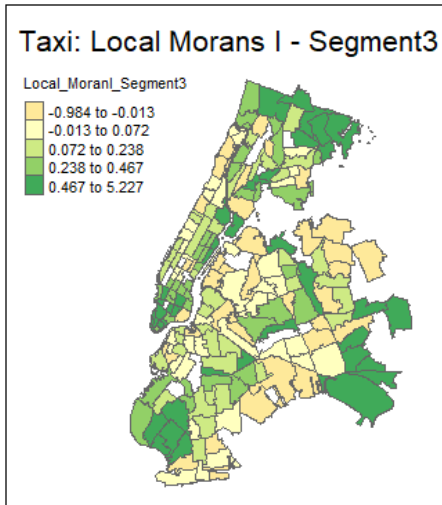 Taxi: Local Morans I - Segment3
Local_MoranI_Segment3
-0.984 to -0.013
-0.013 to 0.072
0.072 to 0.238
0.238 to 0.467
0.467 to 5.227